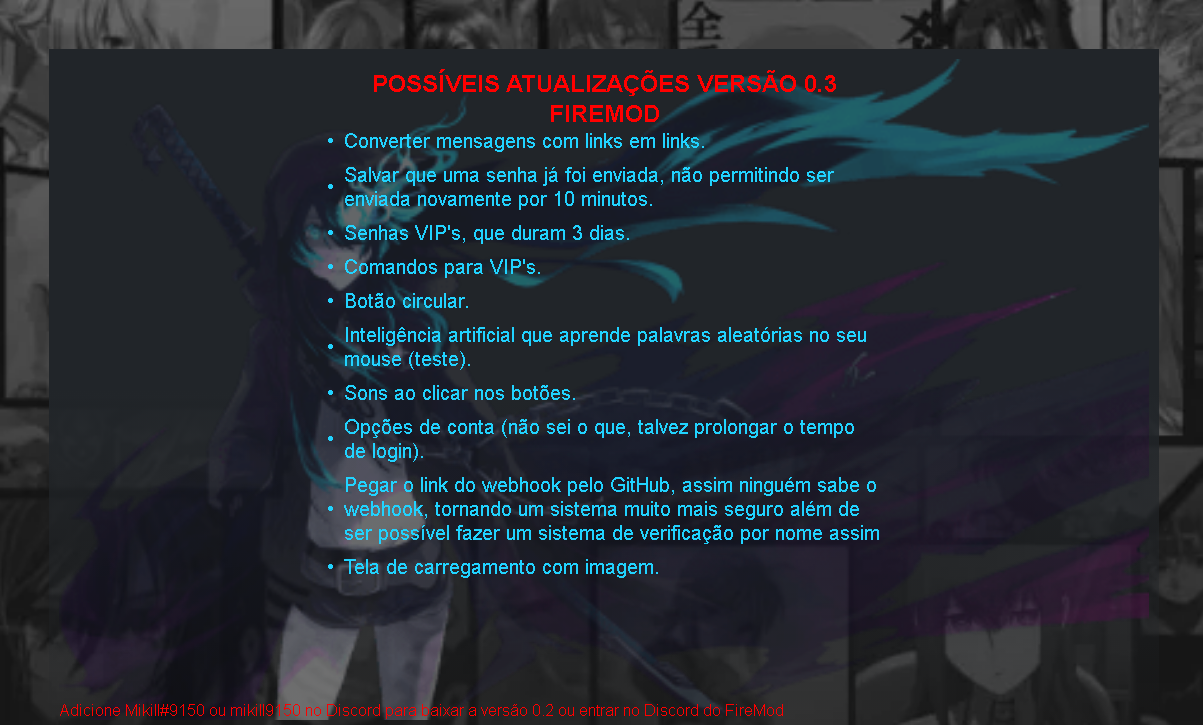 全 殺
POSSÍVEIS ATUALIZAÇÕES VERSÃO 0.3
FIREMOD
• Converter mensagens com links em links.
• Salvar que uma senha já foi enviada, não permitindo ser
enviada novamente por 10 minutos.
• Senhas VIP's, que duram 3 dias.
• Comandos para VIP's.
• Botão circular.
• Inteligência artificial que aprende palavras aleatórias no seu
mouse (teste).
• Sons ao clicar nos botões.
• Opções de conta (não sei o que, talvez prolongar o tempo
de login).
• Pegar o link do webhook pelo GitHub, assim ninguém sabe o
webhook, tornando um sistema muito mais seguro além de
ser possível fazer um sistema de verificação por nome assim
• Tela de carregamento com imagem.
Adicione Mikill#9150 ou mikill9150 no Discord para baixar a versão 0.2 ou entrar no Discord do FireMod